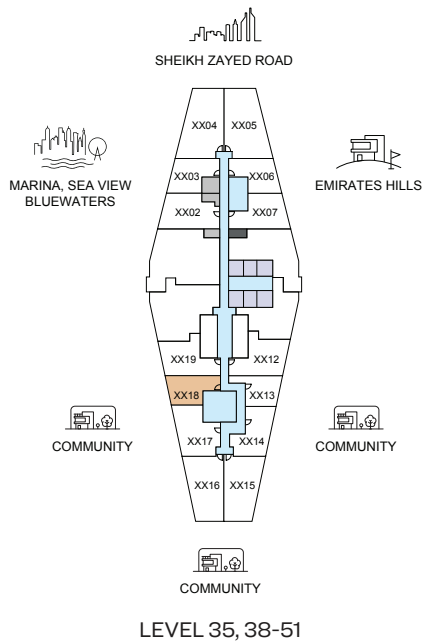 SHEIKH ZAYED ROAD
XX04 XX05
MARINA, SEA VIEW
BLUEWATERS
EMIRATES HILLS
XX03 XX06
XX02 XX07
XX19 XX12
XX18 XX13
COMMUNITY
COMMUNITY
XX17 XX14
XX16 XX15
COMMUNITY
LEVEL 35, 38-51